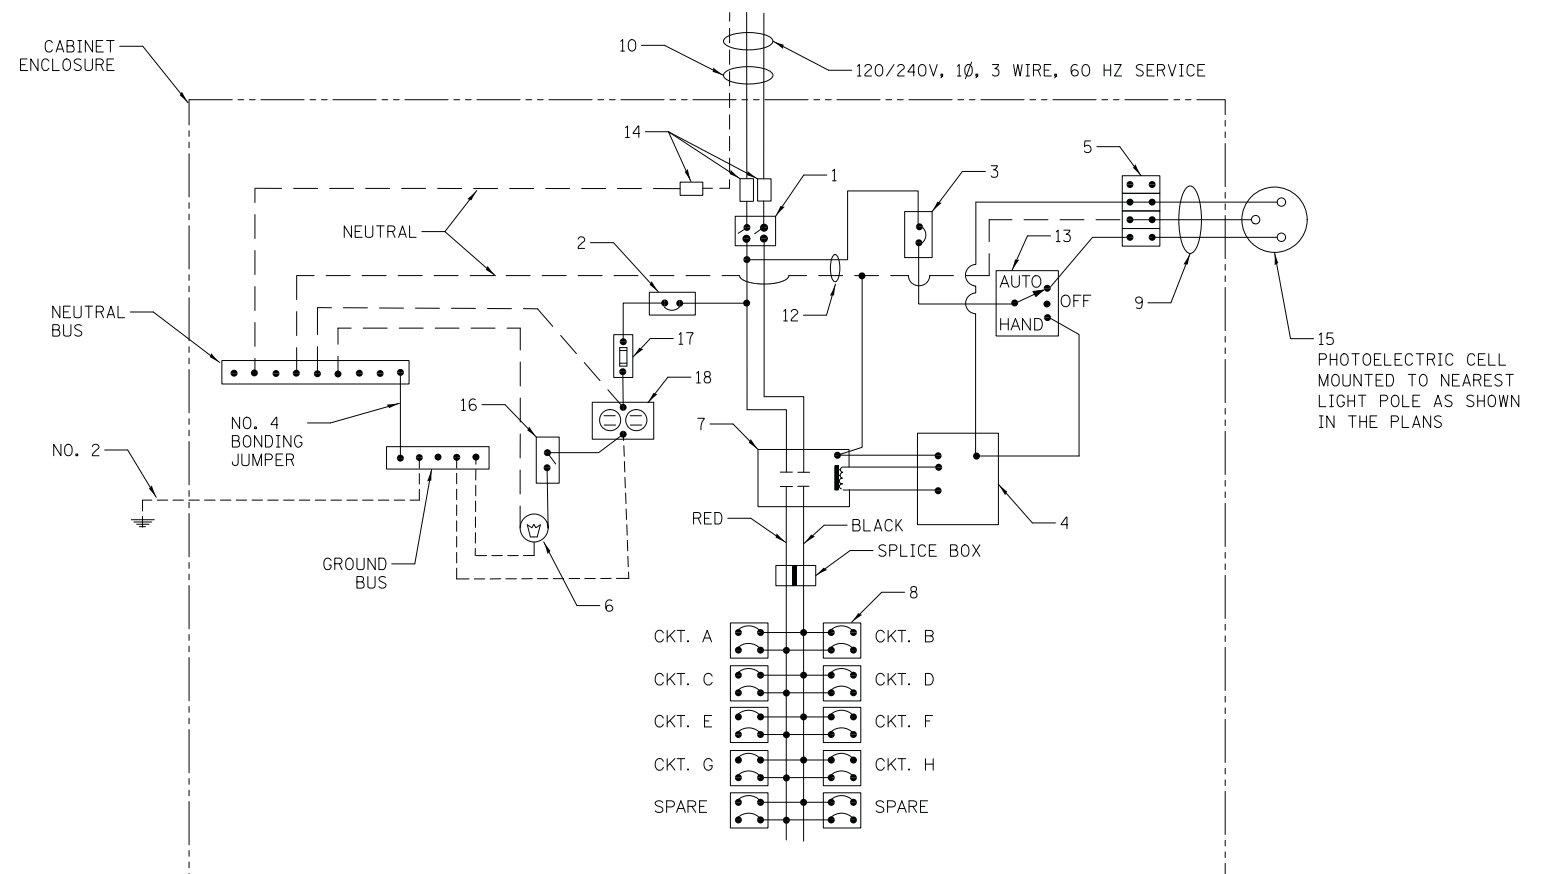 CABINET
ENCLOSURE
10
120/240V, 1Ø, 3 WIRE, 60 HZ SERVICE
14
5
1
3
NEUTRAL
2
13
AUTO
OFF
HAND
9
12
NEUTRAL
BUS
17
15
PHOTOELECTRIC CELL
MOUNTED TO NEAREST
LIGHT POLE AS SHOWN
IN THE PLANS
18
16
7
NO. 4
BONDING
JUMPER
NO. 2
RED
BLACK
4
SPLICE BOX
GROUND
BUS
6
8
CKT. A
CKT. B
CKT. C
CKT. D
CKT. E
CKT. F
CKT. G
CKT. H
SPARE
SPARE